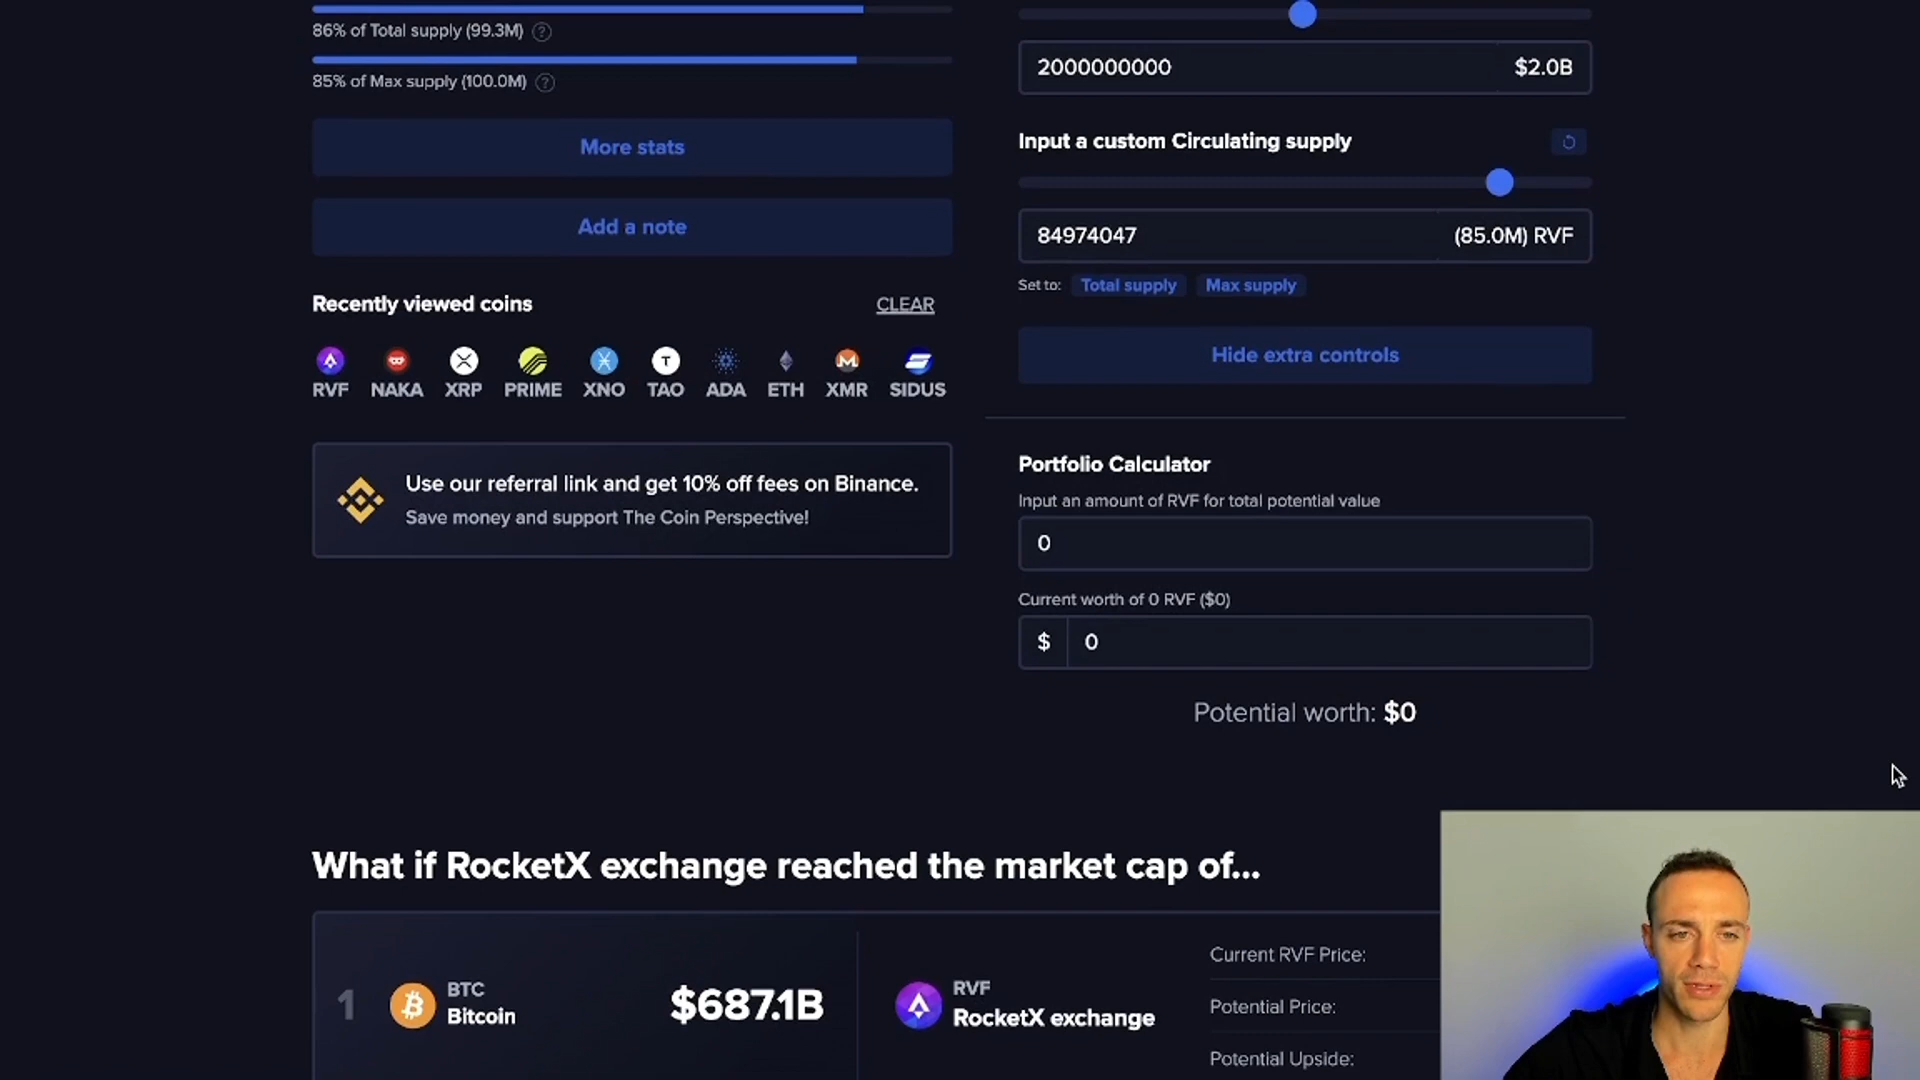 86% of Total supply (99.3M) ?
85% of Max supply (100.0M) ?
More stats
Add a note
Recently viewed coins CLEAR
RVF NAKA XRP PRIME XNO TAO ADA ETH XMR SIDUS
Use our referral link and get 10% off fees on Binance.
Save money and support The Coin Perspective!
2000000000 $2.0B
Input a custom Circulating supply
84974047 (85.0M) RVF
Set to: Total supply Max supply
Hide extra controls
Portfolio Calculator
Input an amount of RVF for total potential value
0
Current worth of 0 RVF ($0)
$ 0
Potential worth: $0
What if RocketX exchange reached the market cap of...
1
BTC
Bitcoin
$687.1B
RVF
RocketX exchange
Current RVF Price:
Potential Price:
Potential Upside: